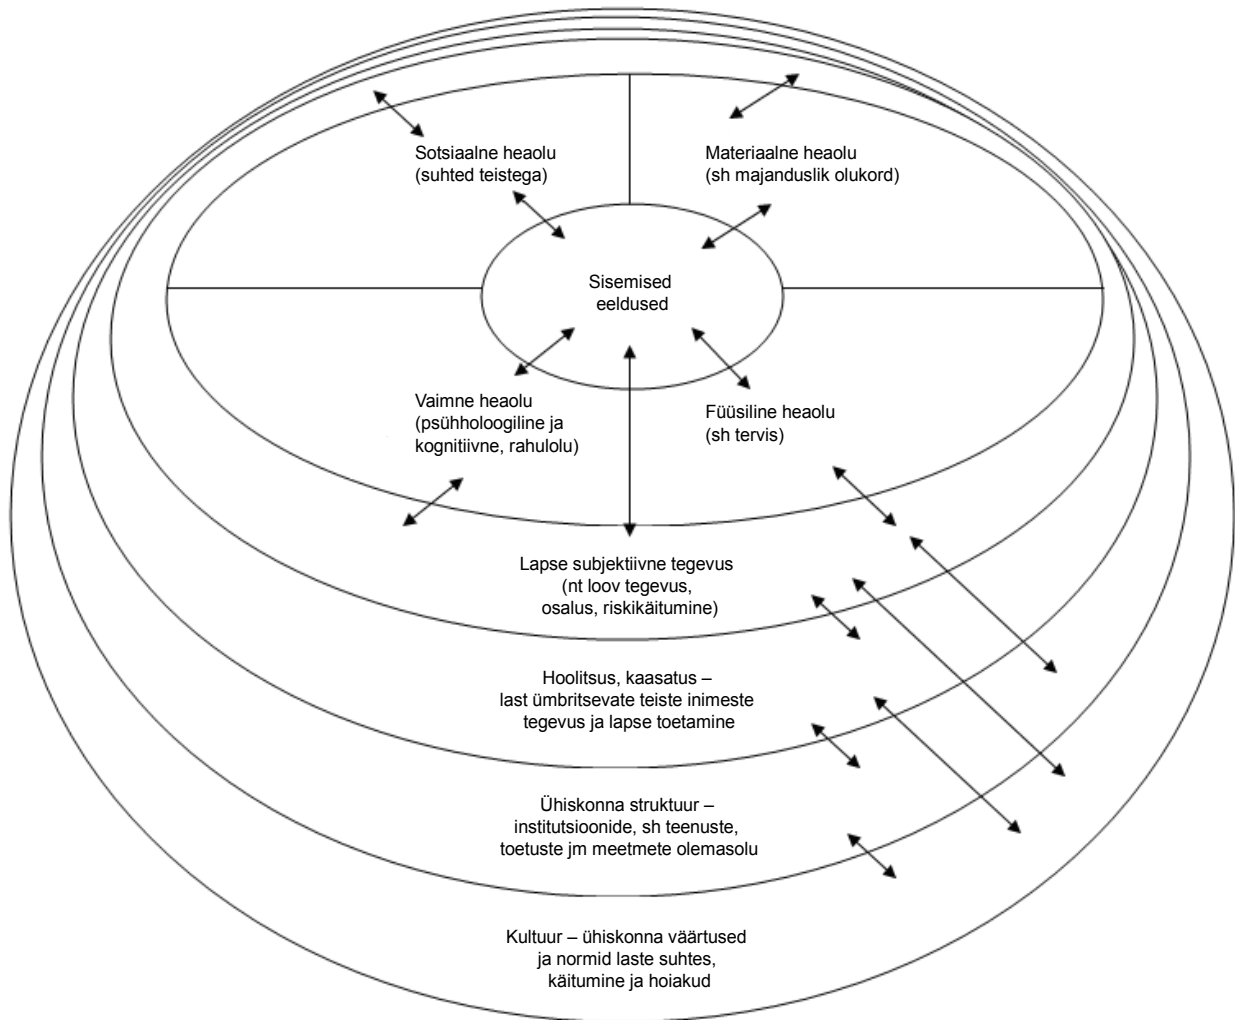 Sotsiaalne heaolu
(suhted teistega)
Materiaalne heaolu
(sh majanduslik olukord)
Sisemised
eeldused
Vaimne heaolu
(psühholoogiline ja
kognitiivne, rahulolu)
Füüsiline heaolu
(sh tervis)
Lapse subjektiivne tegevus
(nt loov tegevus,
osalus, riskikäitumine)
Hoolitsus, kaasatus –
last ümbritsevate teiste inimeste
tegevus ja lapse toetamine
Ühiskonna struktuur –
institutsioonide, sh teenuste,
toetuste jm meetmete olemasolu
Kultuur – ühiskonna väärtused
ja normid laste suhtes,
käitumine ja hoiakud